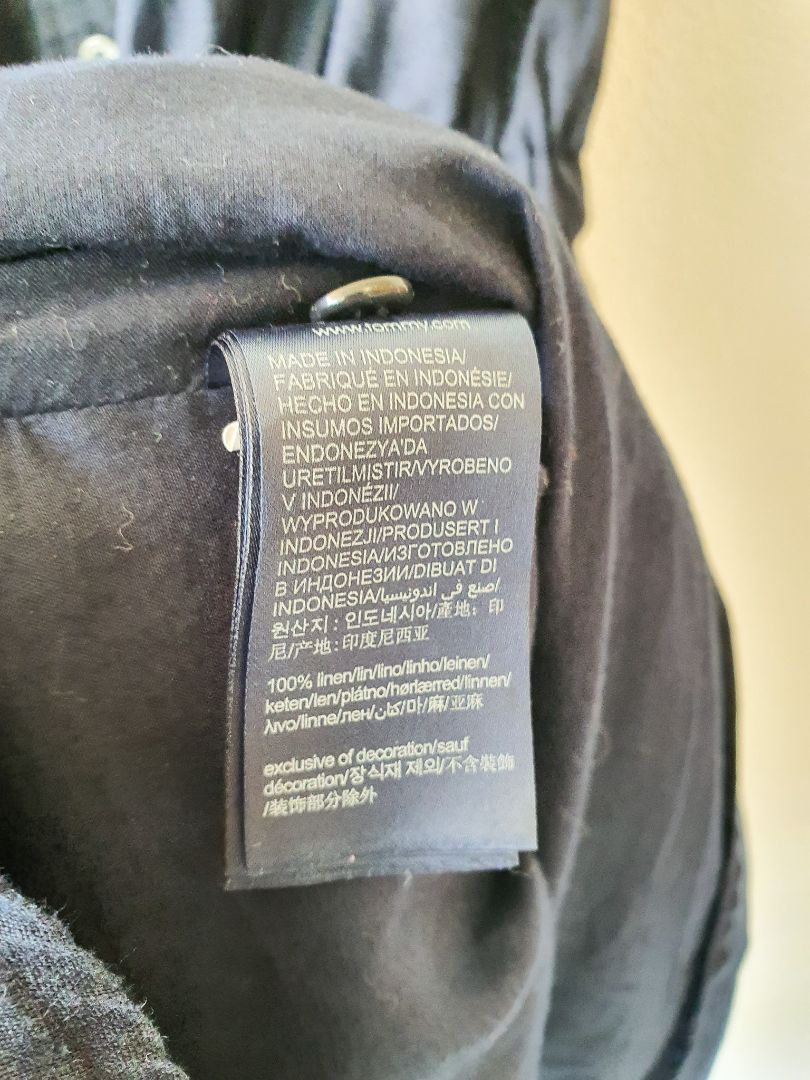 www.tommy.com
MADE IN INDONESIA/
FABRIQUÉ EN INDONÉSIE/
HECHO EN INDONESIA CON
INSUMOS IMPORTADOS/
ENDONEZYA'DA
URETILMISTIR/VYROBENO
V INDONÉZII/
WYPRODUKOWANO W
INDONEZJI/PRODUSERT I
INDONESIA/ИЗГОТОВЛЕНО
В ИНДОНЕЗИИ/DIBUAT DI
INDONESIA/صنع في اندونيسيا/
원산지: 인도네시아/產地: 印
尼/产地:印度尼西亚
100% linen/lin/lino/linho/leinen/
keten/len/plátno/hørlærred/linnen/
λινο/linne/лен/كتان/마/麻/亚麻
exclusive of decoration/sauf
décoration/장식재 제외/不含裝飾
/装饰部分除外